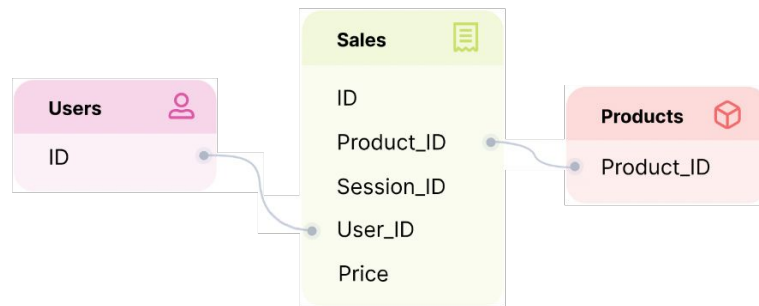 Users
ID
Sales
ID
Product_ID
Session_ID
User_ID
Price
Products
Product_ID